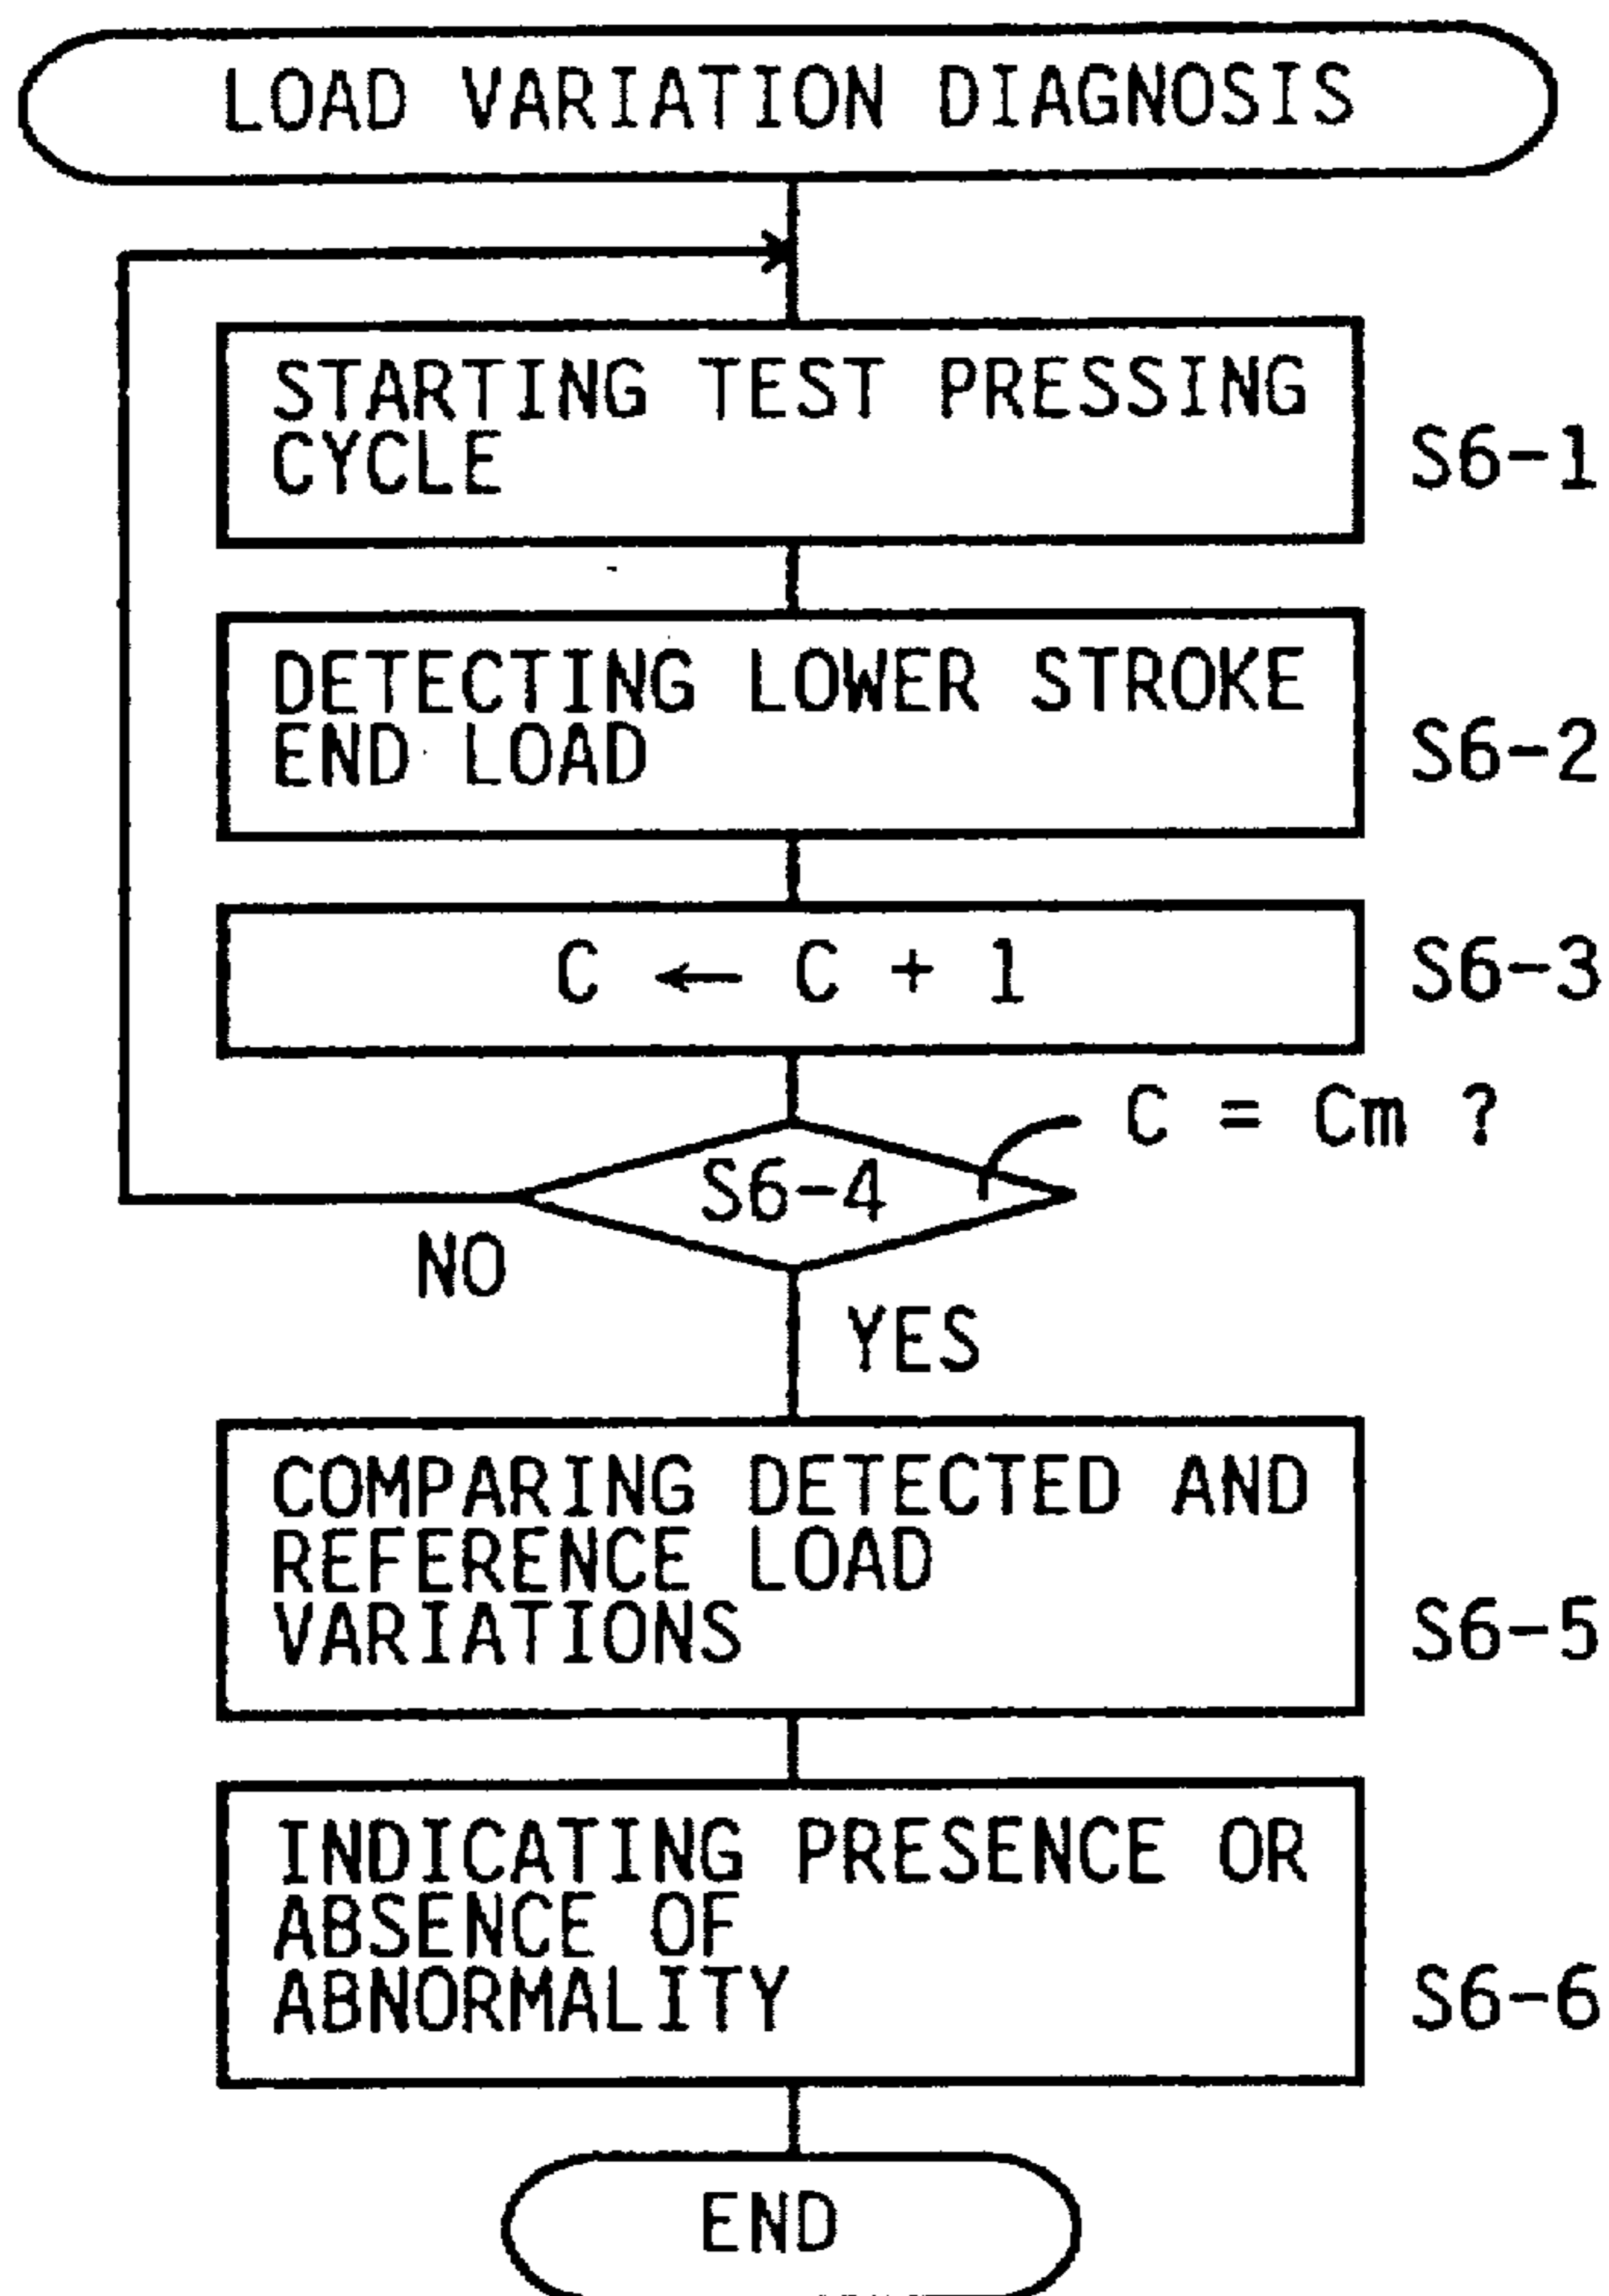 LOAD VARIATION DIAGNOSIS
STARTING TEST PRESSING
CYCLE
S6-1
DETECTING LOWER STROKE
END LOAD
S6-2
C ← C + 1
S6-3
C = Cm ?
S6-4
NO
YES
COMPARING DETECTED AND
REFERENCE LOAD
VARIATIONS
S6-5
INDICATING PRESENCE OR
ABSENCE OF
ABNORMALITY
S6-6
END